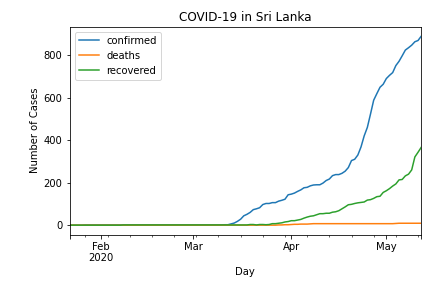 COVID-19 in Sri Lanka
confirmed
deaths
recovered
Number of Cases
800
600
400
200
0
Feb
2020
Mar
Apr
May
Day